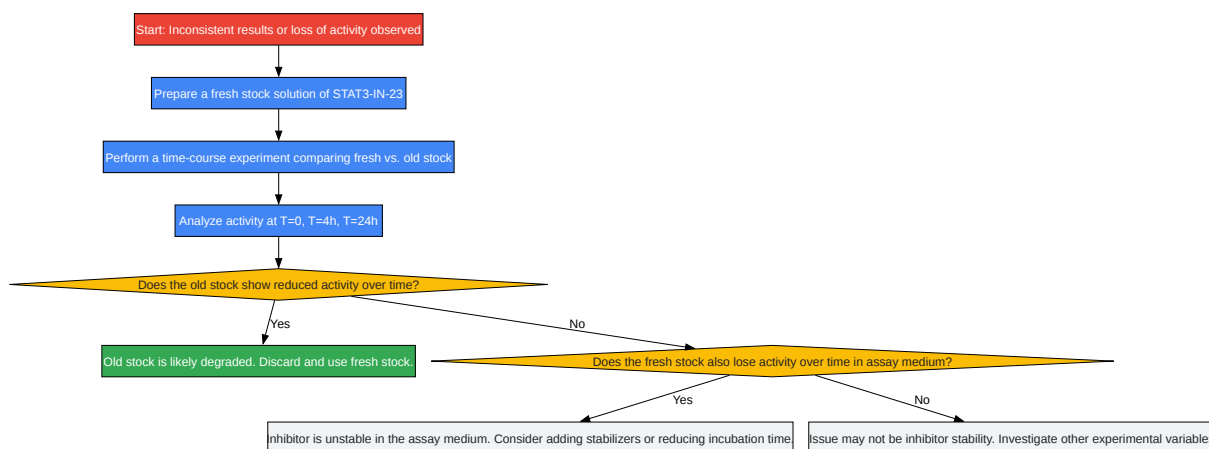 Start: Inconsistent results or loss of activity observed
Prepare a fresh stock solution of STAT3-IN-23
Perform a time-course experiment comparing fresh vs. old stock
Analyze activity at T=0, T=4h, T=24h
Does the old stock show reduced activity over time?
Yes
No
Old stock is likely degraded. Discard and use fresh stock.
Does the fresh stock also lose activity over time in assay medium?
Yes
No
Inhibitor is unstable in the assay medium. Consider adding stabilizers or reducing incubation time.
Issue may not be inhibitor stability. Investigate other experimental variable